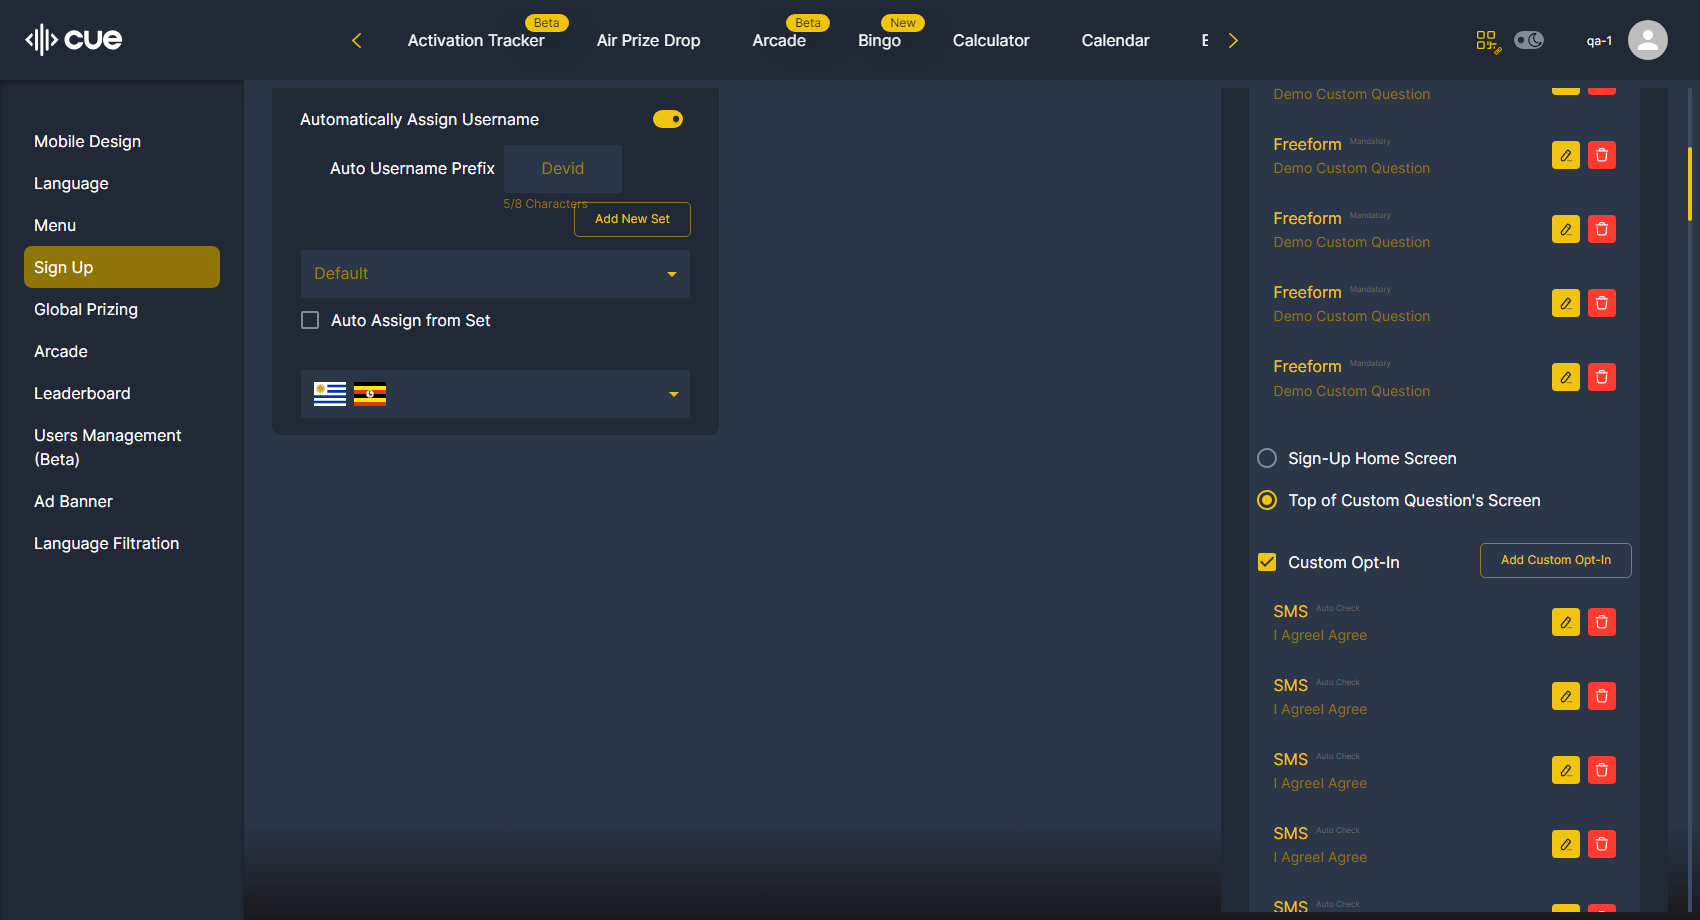 cue
Activation Tracker
Beta
Air Prize Drop
Arcade
Beta
Bingo
New
Calculator
Calendar
qa-1
Mobile Design
Language
Menu
Sign Up
Global Prizing
Arcade
Leaderboard
Users Management
(Beta)
Ad Banner
Language Filtration
Automatically Assign Username
Auto Username Prefix
Devid
5/8 Characters
Add New Set
Default
Auto Assign from Set
Demo Custom Question
Freeform Mandatory
Demo Custom Question
Freeform Mandatory
Demo Custom Question
Freeform Mandatory
Demo Custom Question
Freeform Mandatory
Demo Custom Question
Sign-Up Home Screen
Top of Custom Question's Screen
Custom Opt-In
Add Custom Opt-In
SMS Auto Check
I AgreeI Agree
SMS Auto Check
I AgreeI Agree
SMS Auto Check
I AgreeI Agree
SMS Auto Check
I AgreeI Agree
SMS Auto Check